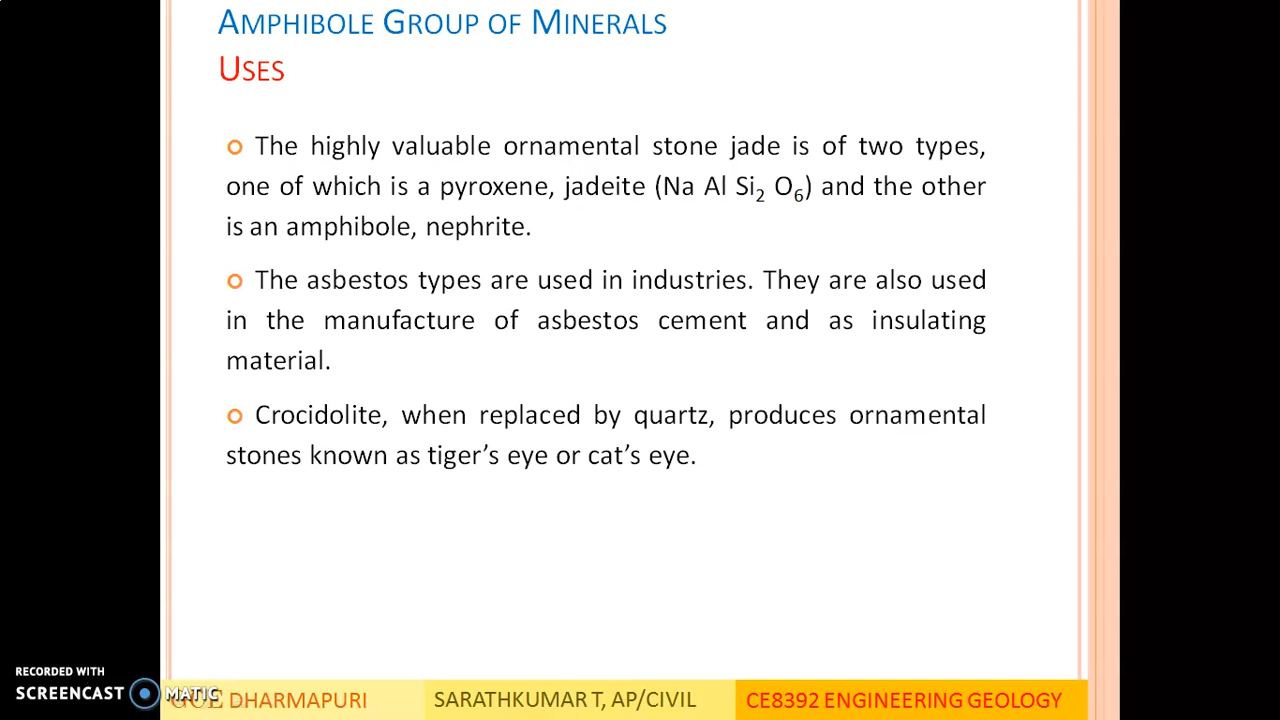 AMPHIBOLE GROUP OF MINERALS
USES
The highly valuable ornamental stone jade is of two types,
one of which is a pyroxene, jadeite (Na Al Si2 O6) and the other
is an amphibole, nephrite.
The asbestos types are used in industries. They are also used
in the manufacture of asbestos cement and as insulating
material.
Crocidolite, when replaced by quartz, produces ornamental
stones known as tiger's eye or cat's eye.
RECORDED WITH
SCREENCAST MATIC
DHARMAPURI
SARATHKUMAR T, AP/CIVIL
CE8392 ENGINEERING GEOLOGY